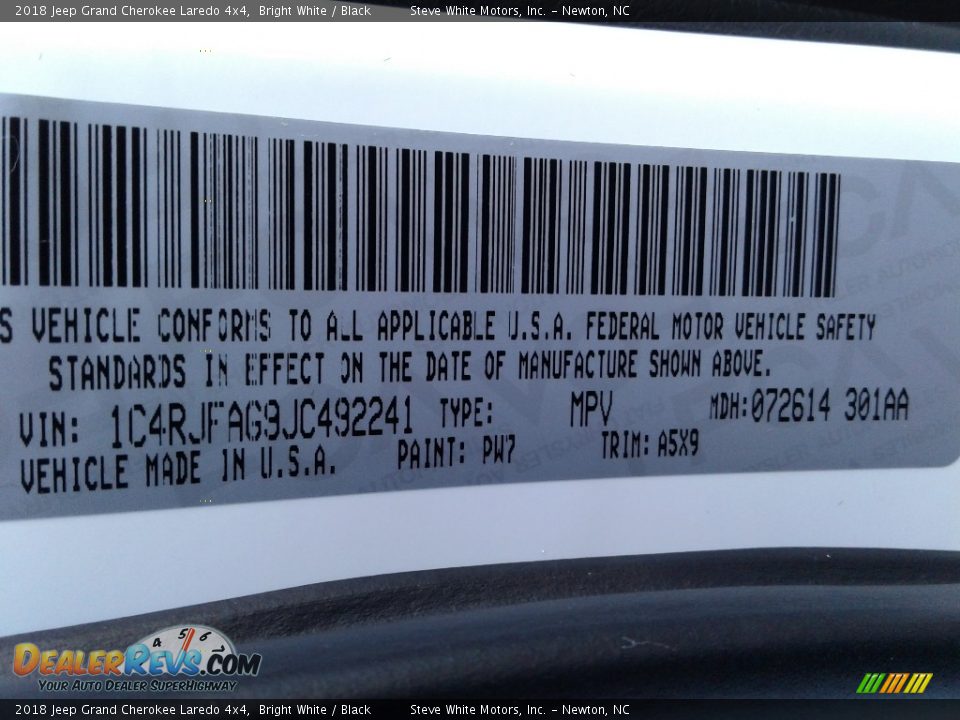 2018 Jeep Grand Cherokee Laredo 4x4, Bright White / Black Steve White Motors, Inc. - Newton, NC
S VEHICLE CONFORMS TO ALL APPLICABLE U.S.A. FEDERAL MOTOR VEHICLE SAFETY
STANDARDS IN EFFECT ON THE DATE OF MANUFACTURE SHOWN ABOVE.
VIN: 1C4RJFAG9JC492241 TYPE: MPV MDH:072614 301AA
VEHICLE MADE IN U.S.A. PAINT: PW7 TRIM: A5X9
4 5 6
DEALERREVS.COM
YOUR AUTO DEALER SUPERHIGHWAY
2018 Jeep Grand Cherokee Laredo 4x4, Bright White / Black Steve White Motors, Inc. - Newton, NC